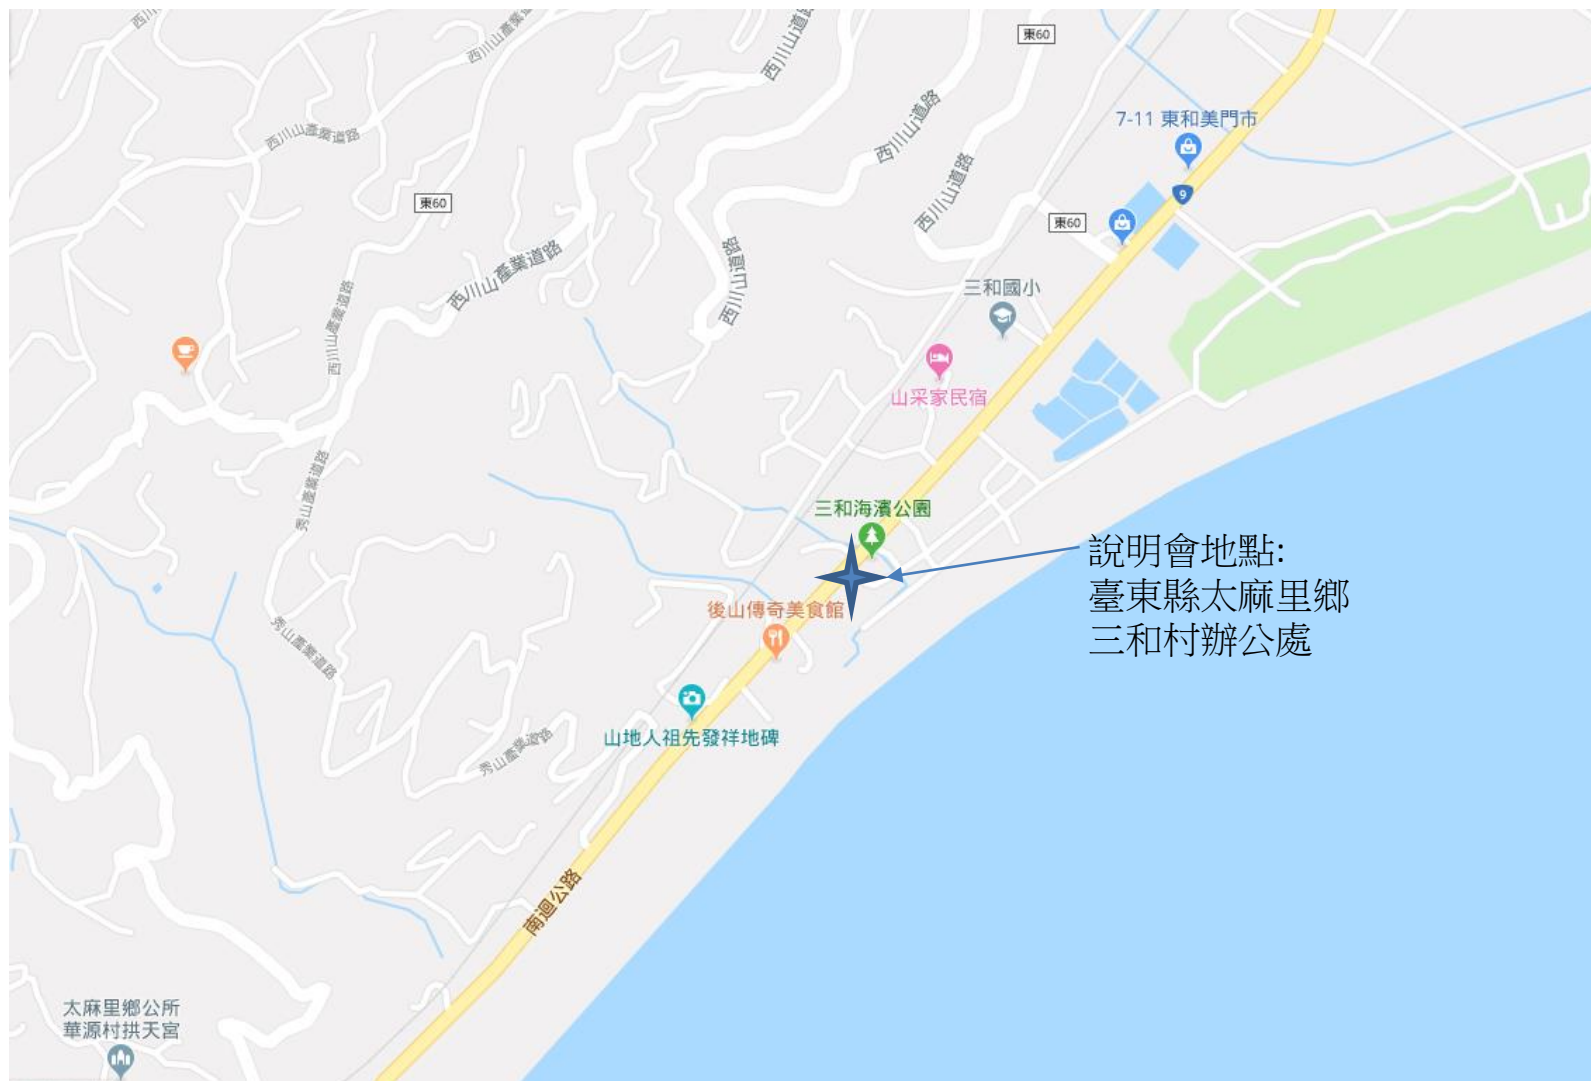 西川山產業道路
西川山道路
東60
7-11 東和美門市
西川山產業道路
西川山道路
9
西川山道路
東60
東60
西川山產業道路
西川山道路
三和國小
西川山產業道路
山采家民宿
秀山產業道路
三和海濱公園
說明會地點:
臺東縣太麻里鄉
三和村辦公處
後山傳奇美食館
秀山產業道路
山地人祖先發祥地碑
秀山產業道路
南迴公路
太麻里鄉公所
華源村拱天宮